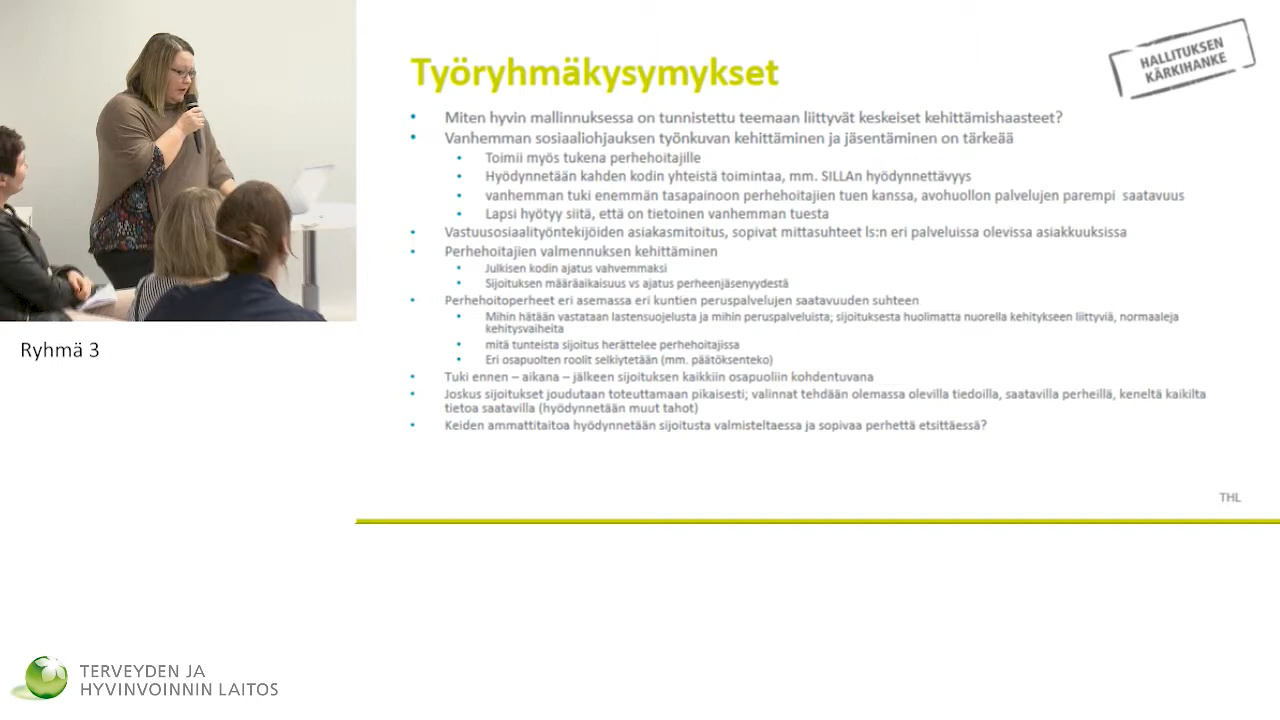 HALLITUKSEN
KÄRKIHANKE
Työryhmäkysymykset
• Miten hyvin mallinnuksessa on tunnistettu teemaan liittyvät keskeiset kehittämishaasteet?
• Vanhemman sosiaaliohjauksen työnkuvan kehittäminen ja jäsentäminen on tärkeää
• Toimii myös tukena perhehoitajille
• Hyödynnetään kahden kodin yhteistä toimintaa, mm. SILLAn hyödynnettävyys
• vanhemman tuki enemmän tasapainoon perhehoitajien tuen kanssa, avohuollon palvelujen parempi saatavuus
• Lapsi hyötyy siitä, että on tietoinen vanhemman tuesta
• Vastuusosiaalityöntekijöiden asiakasmitoitus, sopivat mittasuhteet ls:n eri palveluissa olevissa asiakkuuksissa
• Perhehoitajien valmennuksen kehittäminen
• Julkisen kodin ajatus vahvemmaksi
• Sijoituksen määräaikaisuus vs ajatus perheenjäsenyydestä
• Perhehoitoperheet eri asemassa eri kuntien peruspalvelujen saatavuuden suhteen
• Mihin hätään vastataan lastensuojelusta ja mihin peruspalveluista; sijoituksesta huolimatta nuorella kehitykseen liittyviä, normaaleja
kehitysvaiheita
• mitä tunteista sijoitus herättelee perhehoitajissa
• Eri osapuolten roolit selkiytetään (mm. päätöksenteko)
• Tuki ennen – aikana – jälkeen sijoituksen kaikkiin osapuoliin kohdentuvana
• Joskus sijoitukset joudutaan toteuttamaan pikaisesti; valinnat tehdään olemassa olevilla tiedoilla, saatavilla perheillä, keneltä kaikilta
tietoa saatavilla (hyödynnetään muut tahot)
• Keiden ammattitaitoa hyödynnetään sijoitusta valmisteltaessa ja sopivaa perhettä etsittäessä?
THL
Ryhmä 3
TERVEYDEN JA
HYVINVOINNIN LAITOS